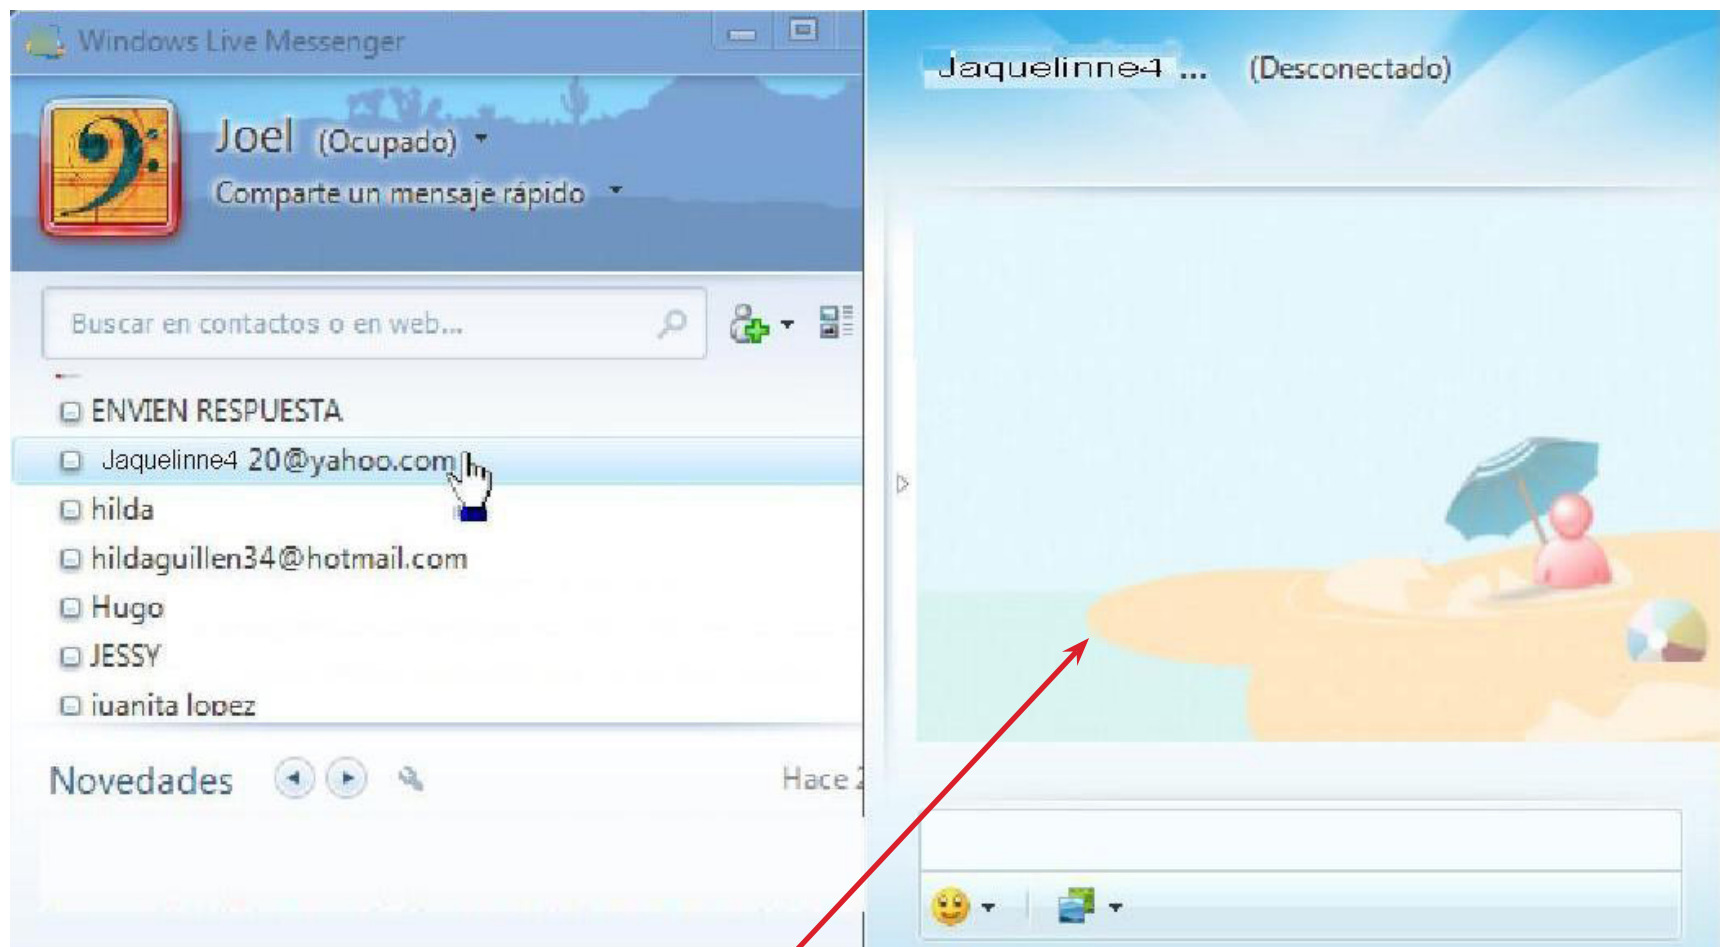 Windows Live Messenger
Joel (Ocupado)
Comparte un mensaje rápido
Buscar en contactos o en web...
ENVIEN RESPUESTA
Jaquelinne4 20@yahoo.com
hilda
hildaguillen34@hotmail.com
Hugo
JESSY
juanita lopez
Novedades
Hace 2
Jaquelinne4 ... (Desconectado)